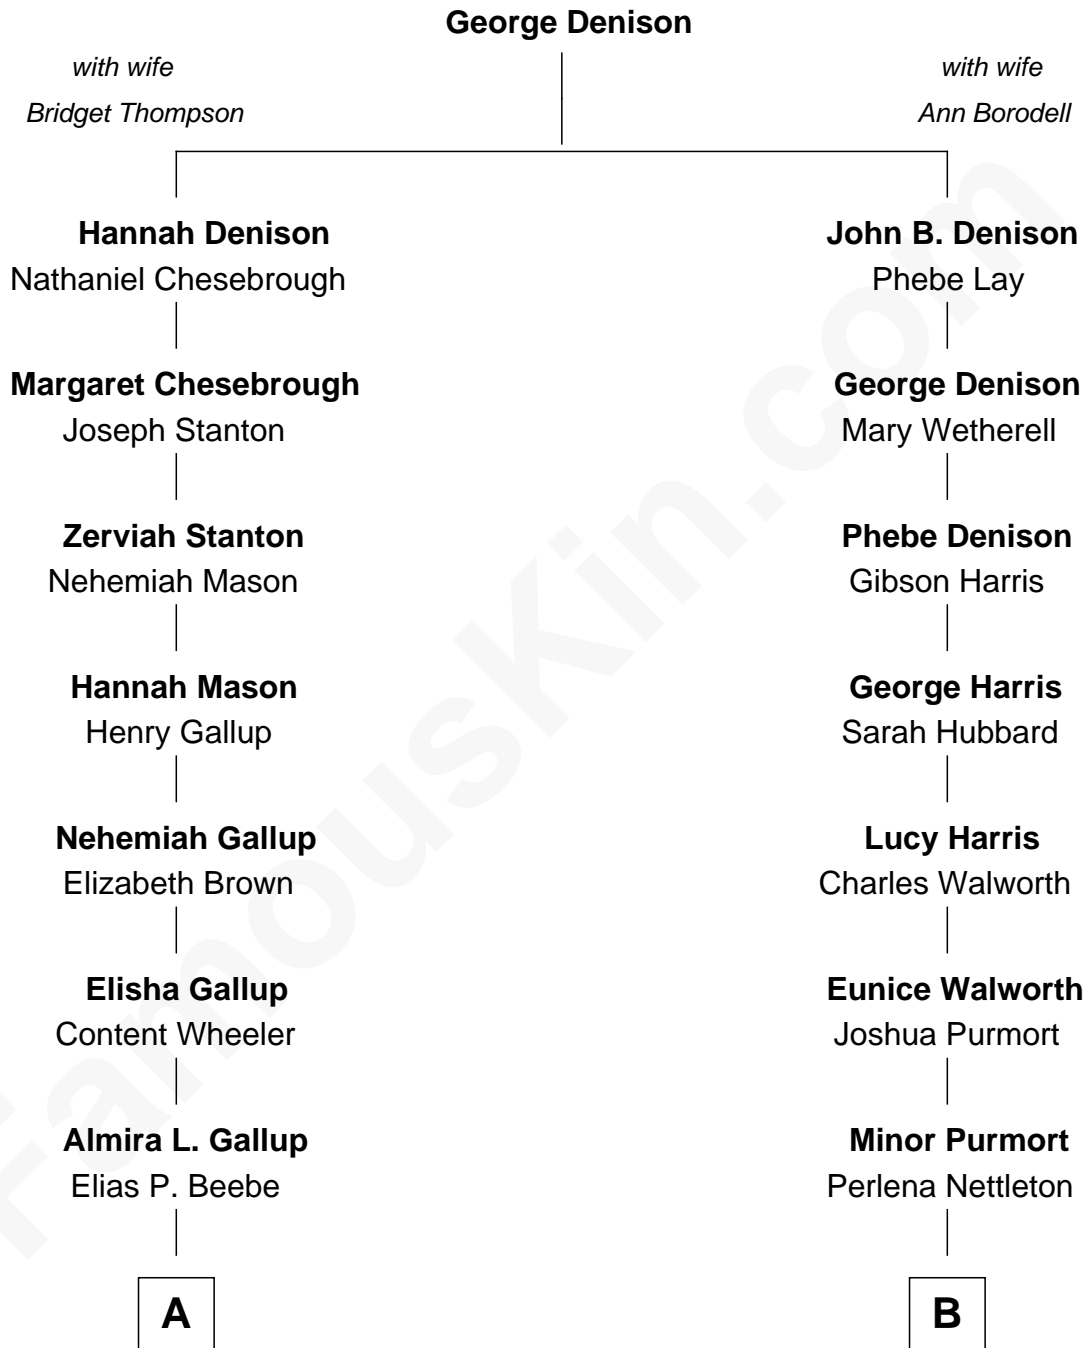 George Denison
with wife
Bridget Thompson
with wife
Ann Borodell
Hannah Denison
Nathaniel Chesebrough
John B. Denison
Phebe Lay
Margaret Chesebrough
Joseph Stanton
George Denison
Mary Wetherell
Zerviah Stanton
Nehemiah Mason
Phebe Denison
Gibson Harris
Hannah Mason
Henry Gallup
George Harris
Sarah Hubbard
Nehemiah Gallup
Elizabeth Brown
Lucy Harris
Charles Walworth
Elisha Gallup
Content Wheeler
Eunice Walworth
Joshua Purmort
Almira L. Gallup
Elias P. Beebe
Minor Purmort
Perlena Nettleton
A
B
FamousKin.com